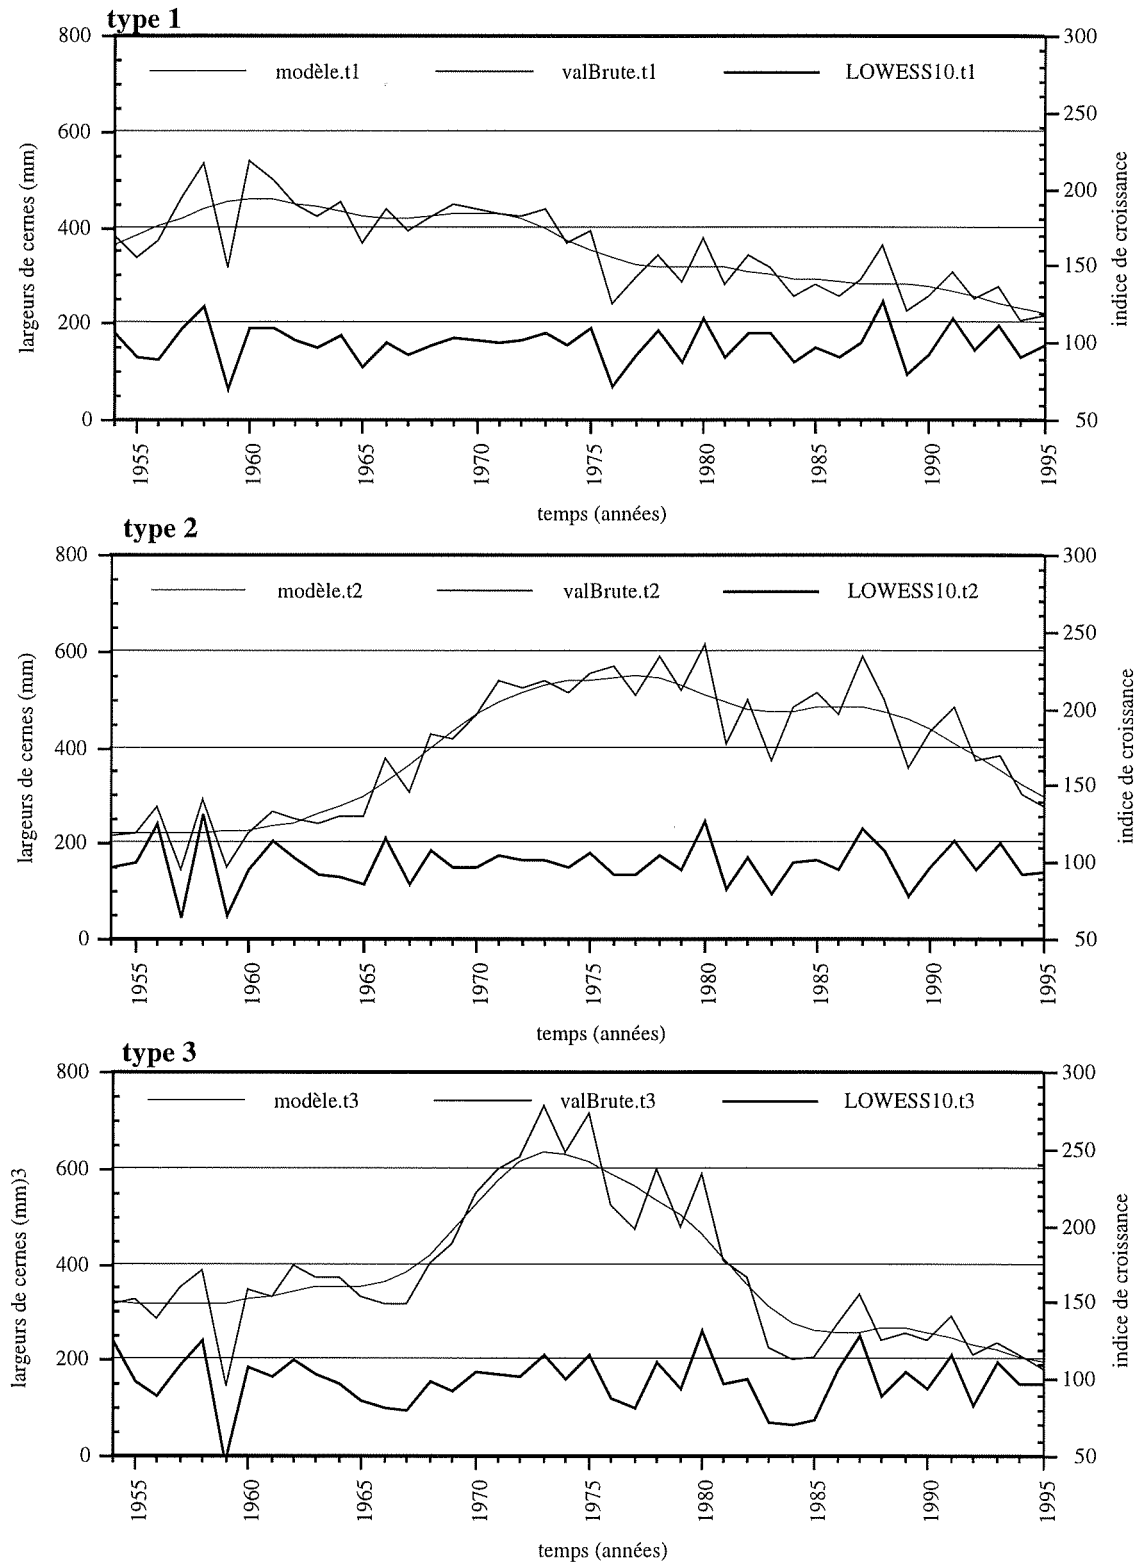 type 1
800
600
400
200
0
largeurs de cernes (mm)
modèle.t1 valBrute.t1 LOWESS10.t1
300
250
200
150
100
50
indice de croissance
1955 1960 1965 1970 1975 1980 1985 1990 1995
temps (années)
type 2
800
600
400
200
0
largeurs de cernes (mm)
modèle.t2 valBrute.t2 LOWESS10.t2
300
250
200
150
100
50
indice de croissance
1955 1960 1965 1970 1975 1980 1985 1990 1995
temps (années)
type 3
800
600
400
200
0
largeurs de cernes (mm)3
modèle.t3 valBrute.t3 LOWESS10.t3
300
250
200
150
100
50
indice de croissance
1955 1960 1965 1970 1975 1980 1985 1990 1995
temps (années)